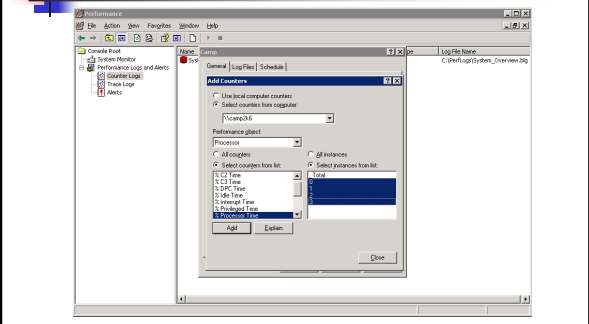 Performance
File Action View Favorites Window Help
Console Root
System Monitor
Performance Logs and Alerts
Counter Logs
Trace Logs
Alerts
Name
Log File Name
C:\PerfLogs\System_Overview.blg
Camp
General Log Files Schedule
Add Counters
Use local computer counters
Select counters from computer:
\\camp2k6
Performance object
Processor
All counters
All instances
Select counters from list:
Select instances from list:
% C2 Time
% C3 Time
% DPC Time
% Idle Time
% Interrupt Time
% Privileged Time
% Processor Time
_Total
0
1
2
3
Add Explain
Close